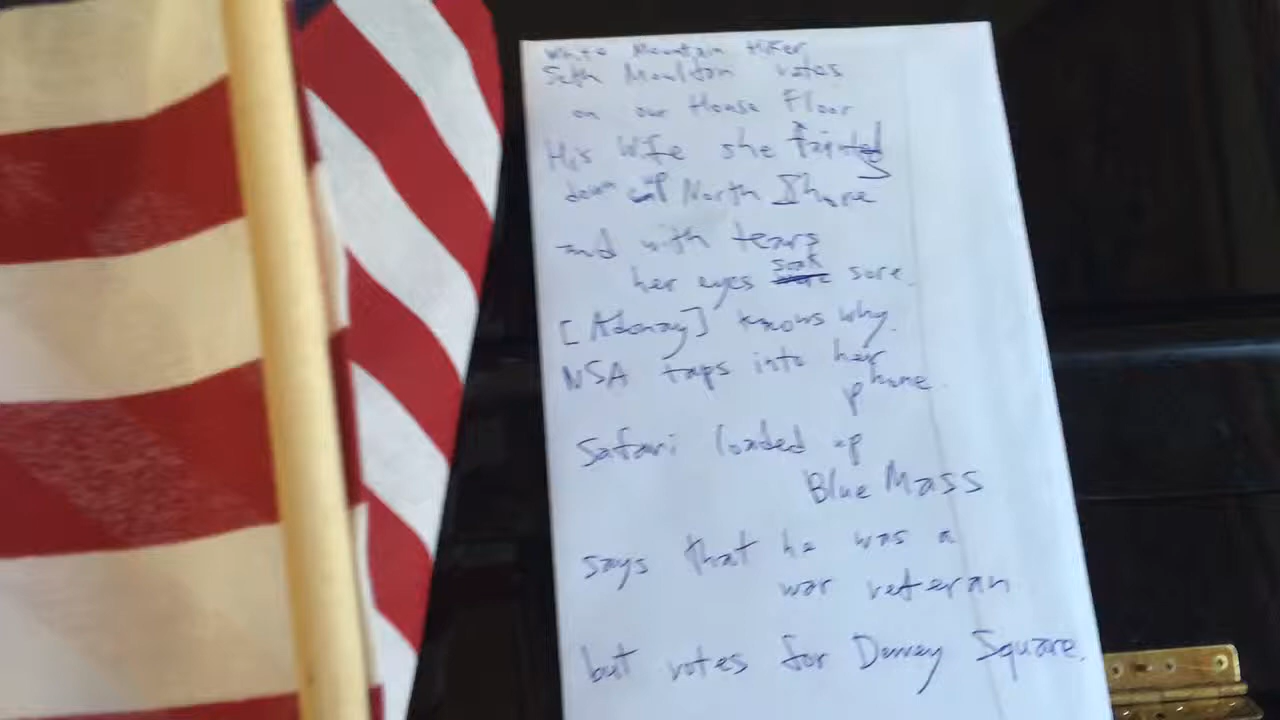 White Mountain Hiker
Seth Moulton votes
on our House Floor
His Wife she fainted
down up North Shore
and with tears
her eyes soak sore.
[Adonay] knows why.
NSA taps into her
phone.
Safari loaded up
Blue Mass
says that he was a
war veteran
but votes for Dewey Square.